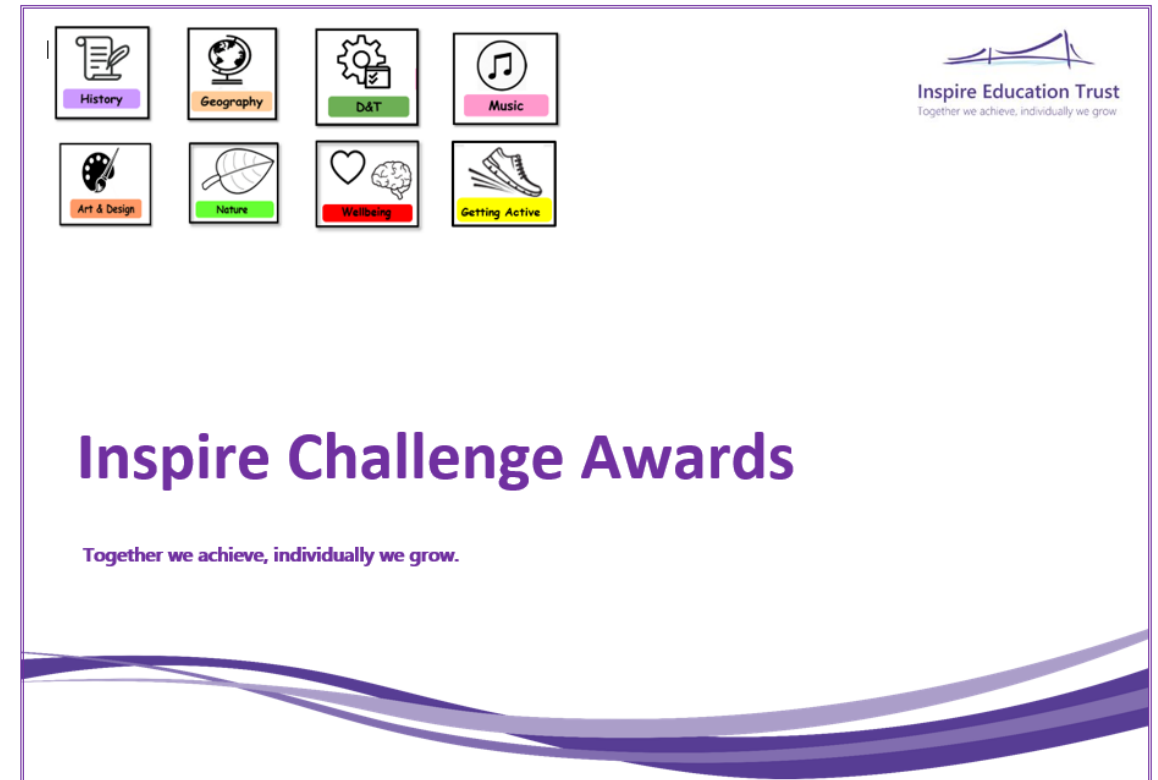 History
Geography
D&T
Music
Art & Design
Nature
Wellbeing
Getting Active
Inspire Education Trust
Together we achieve, individually we grow
Inspire Challenge Awards
Together we achieve, individually we grow.